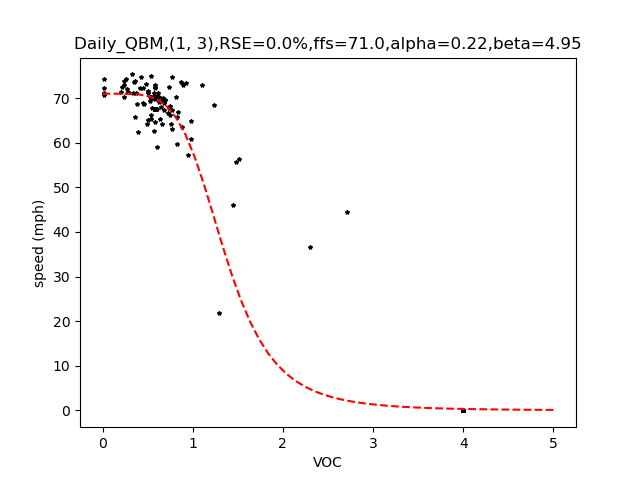 Daily_QBM,(1, 3),RSE=0.0%,ffs=71.0,alpha=0.22,beta=4.95
speed (mph)
70
60
50
40
30
20
10
0
0 1 2 3 4 5
VOC